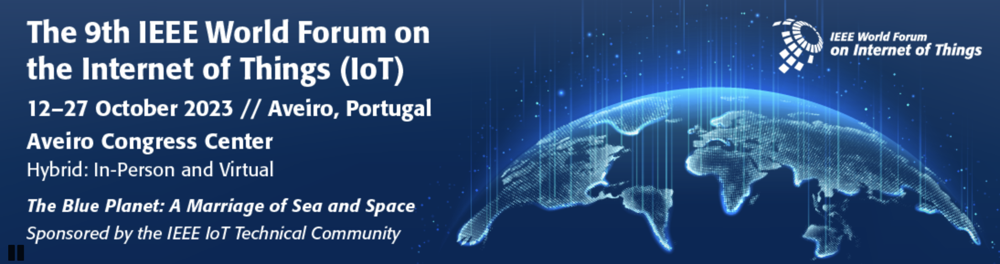 The 9th IEEE World Forum on
the Internet of Things (IoT)
12–27 October 2023 // Aveiro, Portugal
Aveiro Congress Center
Hybrid: In-Person and Virtual
The Blue Planet: A Marriage of Sea and Space
Sponsored by the IEEE IoT Technical Community
IEEE World Forum
on Internet of Things